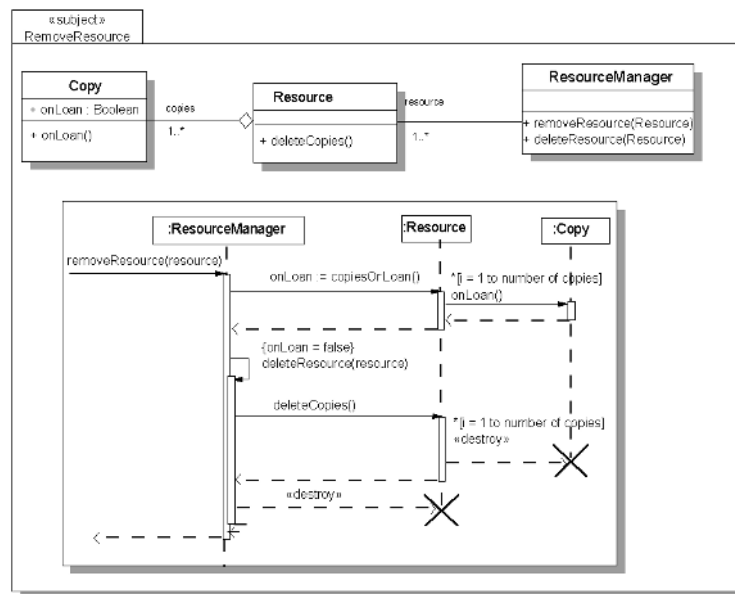 «subject»
RemoveResource
Copy
+ onLoan : Boolean
+ onLoan()
copies
1..*
Resource
+ deleteCopies()
resource
1..*
ResourceManager
+ removeResource(Resource)
+ deleteResource(Resource)
:ResourceManager
:Resource
:Copy
removeResource(resource)
onLoan := copiesOrLoan()
*[i = 1 to number of copies]
onLoan()
{onLoan = false}
deleteResource(resource)
deleteCopies()
*[i = 1 to number of copies]
«destroy»
«destroy»